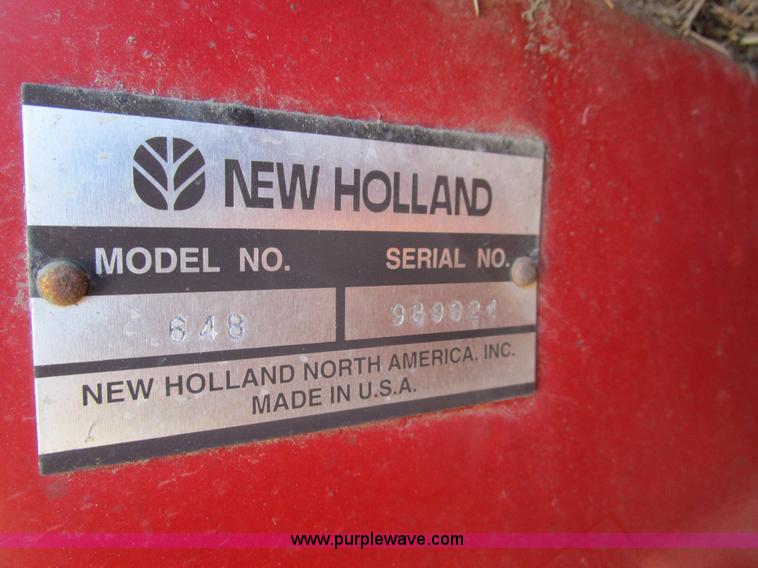 NEW HOLLAND
MODEL NO. SERIAL NO.
648
NEW HOLLAND NORTH AMERICA, INC.
MADE IN U.S.A.
www.purplewave.com